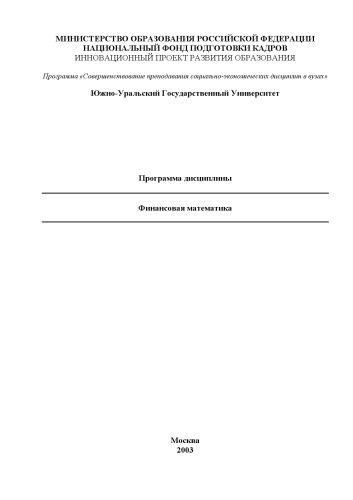 МИНИСТЕРСТВО ОБРАЗОВАНИЯ РОССИЙСКОЙ ФЕДЕРАЦИИ
НАЦИОНАЛЬНЫЙ ФОНД ПОДГОТОВКИ КАДРОВ
ИННОВАЦИОННЫЙ ПРОЕКТ РАЗВИТИЯ ОБРАЗОВАНИЯ
Программа «Совершенствование преподавания социально-экономических дисциплин в вузах»
Южно-Уральский Государственный Университет
Программа дисциплины
Финансовая математика
Москва
2003